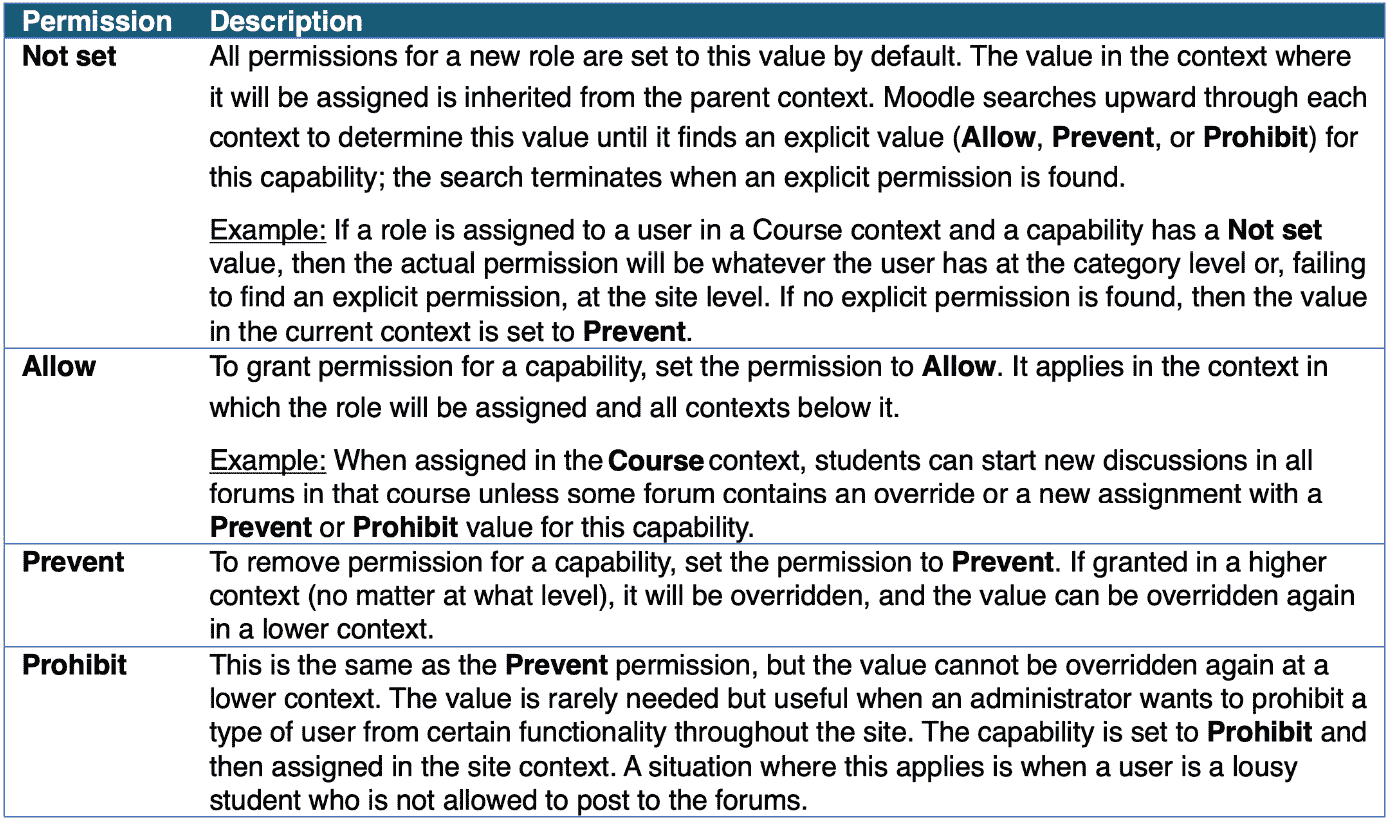 Permission Description
Not set All permissions for a new role are set to this value by default. The value in the context where
it will be assigned is inherited from the parent context. Moodle searches upward through each
context to determine this value until it finds an explicit value (Allow, Prevent, or Prohibit) for
this capability; the search terminates when an explicit permission is found.
Example: If a role is assigned to a user in a Course context and a capability has a Not set
value, then the actual permission will be whatever the user has at the category level or, failing
to find an explicit permission, at the site level. If no explicit permission is found, then the value
in the current context is set to Prevent.
Allow To grant permission for a capability, set the permission to Allow. It applies in the context in
which the role will be assigned and all contexts below it.
Example: When assigned in the Course context, students can start new discussions in all
forums in that course unless some forum contains an override or a new assignment with a
Prevent or Prohibit value for this capability.
Prevent To remove permission for a capability, set the permission to Prevent. If granted in a higher
context (no matter at what level), it will be overridden, and the value can be overridden again
in a lower context.
Prohibit This is the same as the Prevent permission, but the value cannot be overridden again at a
lower context. The value is rarely needed but useful when an administrator wants to prohibit a
type of user from certain functionality throughout the site. The capability is set to Prohibit and
then assigned in the site context. A situation where this applies is when a user is a lousy
student who is not allowed to post to the forums.